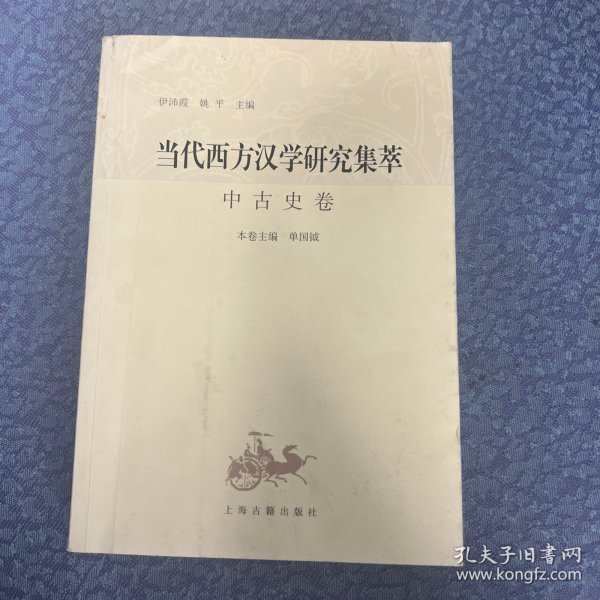 伊沛霞 姚平 主编
当代西方汉学研究集萃
中古史卷
本卷主编 单国钺
上海古籍出版社
孔夫子旧书网
www.kongfz.com